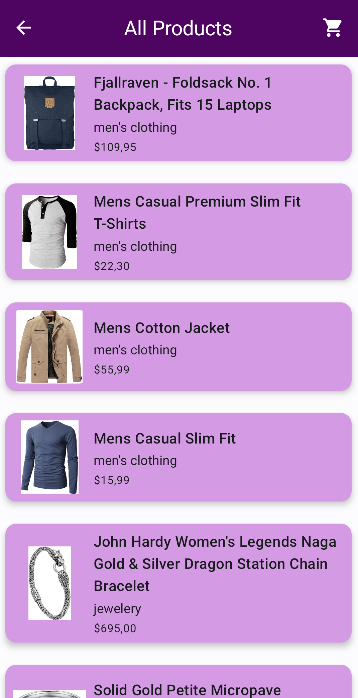 All Products
Fjallraven - Foldsack No. 1
Backpack, Fits 15 Laptops
men's clothing
$109,95
Mens Casual Premium Slim Fit
T-Shirts
men's clothing
$22,30
Mens Cotton Jacket
men's clothing
$55,99
Mens Casual Slim Fit
men's clothing
$15,99
John Hardy Women's Legends Naga
Gold & Silver Dragon Station Chain
Bracelet
jewelery
$695,00
Solid Gold Petite Micropave